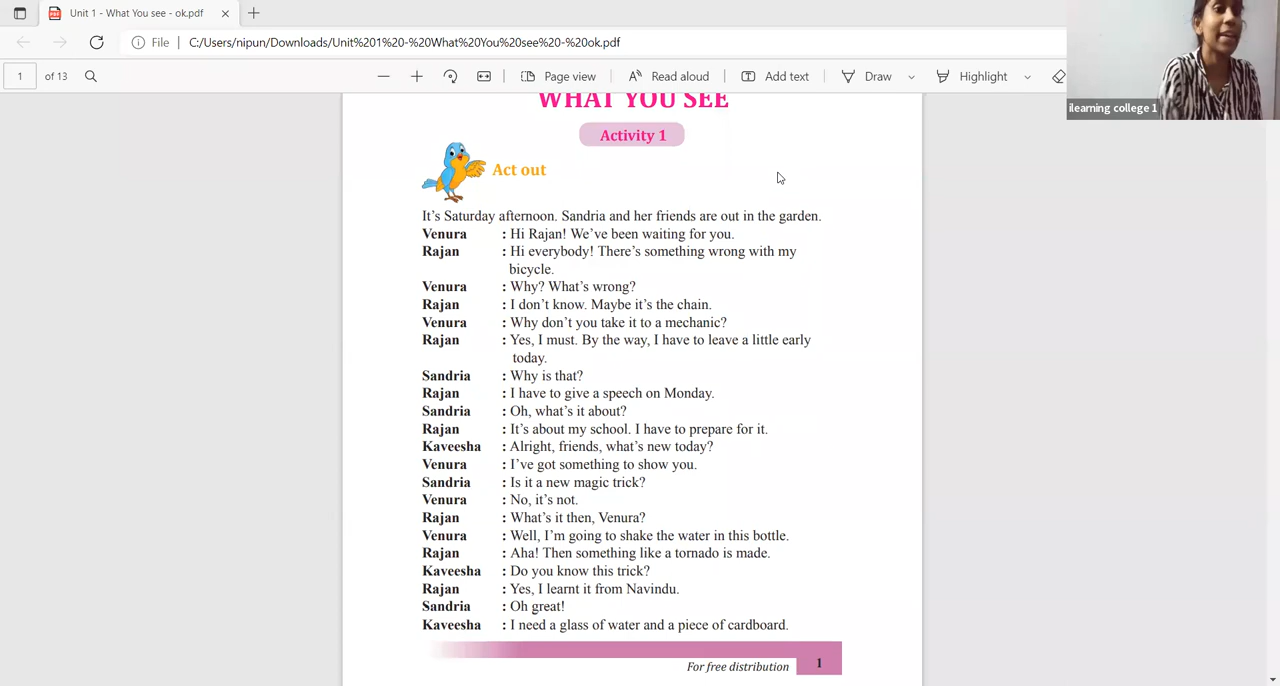 Unit 1 - What You see - ok.pdf
File C:/Users/nipun/Downloads/Unit%201%20-%20What%20You%20see%20-%20ok.pdf
1 of 13 Page view Read aloud Add text Draw Highlight
ilearning college 1
WHAT YOU SEE
Activity 1
Act out
It's Saturday afternoon. Sandria and her friends are out in the garden.
Venura : Hi Rajan! We've been waiting for you.
Rajan : Hi everybody! There's something wrong with my
bicycle.
Venura : Why? What's wrong?
Rajan : I don't know. Maybe it's the chain.
Venura : Why don't you take it to a mechanic?
Rajan : Yes, I must. By the way, I have to leave a little early
today.
Sandria : Why is that?
Rajan : I have to give a speech on Monday.
Sandria : Oh, what's it about?
Rajan : It's about my school. I have to prepare for it.
Kaveesha : Alright, friends, what's new today?
Venura : I've got something to show you.
Sandria : Is it a new magic trick?
Venura : No, it's not.
Rajan : What's it then, Venura?
Venura : Well, I'm going to shake the water in this bottle.
Rajan : Aha! Then something like a tornado is made.
Kaveesha : Do you know this trick?
Rajan : Yes, I learnt it from Navindu.
Sandria : Oh great!
Kaveesha : I need a glass of water and a piece of cardboard.
For free distribution 1